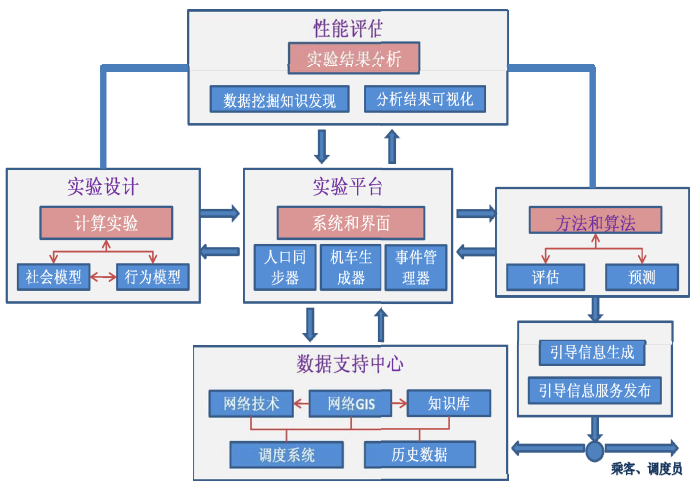 性能评估
实验结果分析
数据挖掘知识发现
分析结果可视化
实验设计
计算实验
社会模型
行为模型
实验平台
系统和界面
人口同
步器
机车生
成器
事件管
理器
方法和算法
评估
预测
引导信息生成
引导信息服务发布
数据支持中心
网络技术
网络GIS
知识库
调度系统
历史数据
乘客、调度员